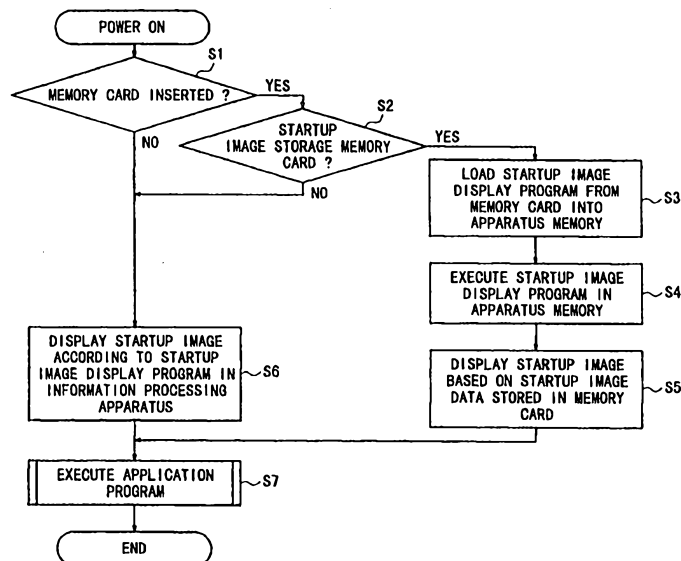 POWER ON
S1
MEMORY CARD INSERTED ?
YES
NO
S2
STARTUP
IMAGE STORAGE MEMORY
CARD ?
YES
NO
LOAD STARTUP IMAGE
DISPLAY PROGRAM FROM
MEMORY CARD INTO
APPARATUS MEMORY
S3
EXECUTE STARTUP IMAGE
DISPLAY PROGRAM IN
APPARATUS MEMORY
S4
DISPLAY STARTUP IMAGE
BASED ON STARTUP IMAGE
DATA STORED IN MEMORY
CARD
S5
DISPLAY STARTUP IMAGE
ACCORDING TO STARTUP
IMAGE DISPLAY PROGRAM IN
INFORMATION PROCESSING
APPARATUS
S6
EXECUTE APPLICATION
PROGRAM
S7
END